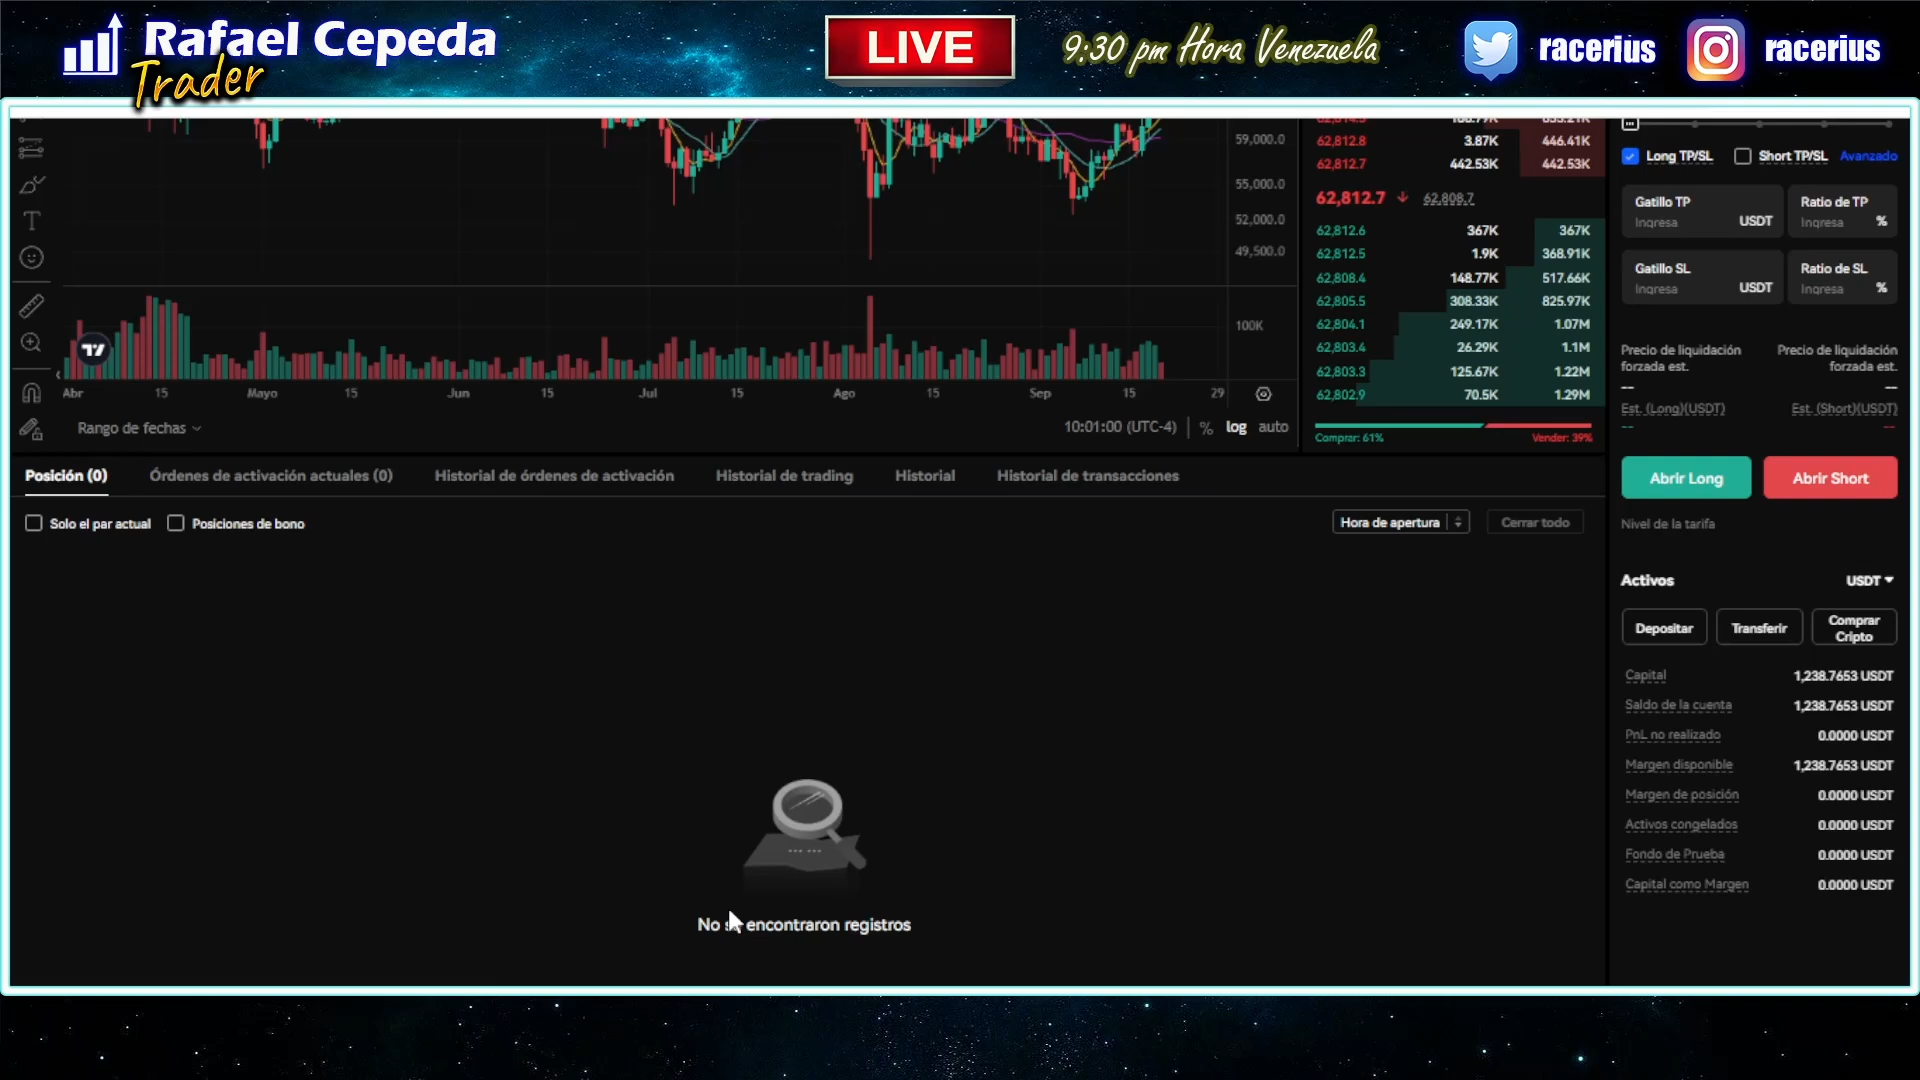 Rafael Cepeda
Trader
LIVE
9:30 pm Hora Venezuela
racerius
racerius
59,000.0
55,000.0
52,000.0
49,500.0
100K
Abr 15 Mayo 15 Jun 15 Jul 15 Ago 15 Sep 15 29
Rango de fechas
10:01:00 (UTC-4) % log auto
62,812.8 3.87K 446.41K
62,812.7 442.53K 442.53K
62,812.7 62,808.7
62,812.6 367K 367K
62,812.5 1.9K 368.91K
62,808.4 148.77K 517.66K
62,805.5 308.33K 825.97K
62,804.1 249.17K 1.07M
62,803.4 26.29K 1.1M
62,803.3 125.67K 1.22M
62,802.9 70.5K 1.29M
Comprar: 61% Vender: 39%
Long TP/SL Short TP/SL Avanzado
Gatillo TP
Ingresa USDT
Ratio de TP
Ingresa %
Gatillo SL
Ingresa USDT
Ratio de SL
Ingresa %
Precio de liquidación
forzada est.
--
Precio de liquidación
forzada est.
--
Est. (Long)(USDT) Est. (Short)(USDT)
-- --
Abrir Long Abrir Short
Nivel de la tarifa
Posición (0) Órdenes de activación actuales (0) Historial de órdenes de activación Historial de trading Historial Historial de transacciones
Solo el par actual Posiciones de bono
Hora de apertura Cerrar todo
No encontraron registros
Activos USDT
Depositar Transferir Comprar
Cripto
Capital 1,238.7653 USDT
Saldo de la cuenta 1,238.7653 USDT
PnL no realizado 0.0000 USDT
Margen disponible 1,238.7653 USDT
Margen de posición 0.0000 USDT
Activos congelados 0.0000 USDT
Fondo de Prueba 0.0000 USDT
Capital como Margen 0.0000 USDT